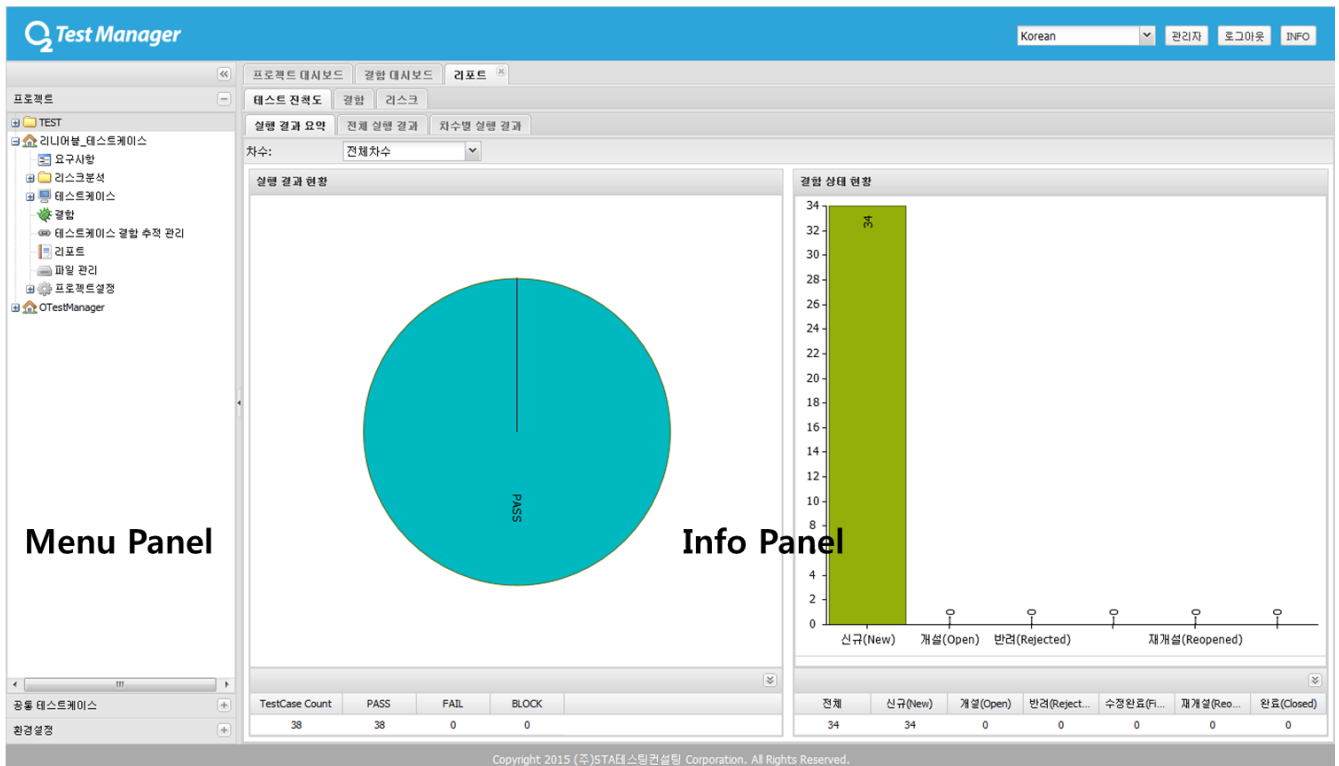 O2 Test Manager
Korean 관리자 로그아웃 INFO
프로젝트 대시보드 결함 대시보드 리포트
프로젝트
테스트 진척도 결함 리스크
TEST
실행 결과 요약 전체 실행 결과 차수별 실행 결과
리니어블_테스트케이스
차수: 전체차수
요구사항
리스크분석
테스트케이스
결함
테스트케이스 결함 추적 관리
리포트
파일 관리
프로젝트설정
OTestManager
실행 결과 현황
PASS
결함 상태 현황
34
32
30
28
26
24
22
20
18
16
14
12
10
8
4
2
0
34 0 0 0 0 0
신규(New) 개설(Open) 반려(Rejected) 재개설(Reopened)
Menu Panel
Info Panel
TestCase Count PASS FAIL BLOCK
38 38 0 0
전체 신규(New) 개설(Open) 반려(Reject... 수정완료(Fi... 재개설(Reo... 완료(Closed)
34 34 0 0 0 0 0
공통 테스트케이스
환경설정
Copyright 2015 (주)STA테스팅컨설팅 Corporation. All Rights Reserved.